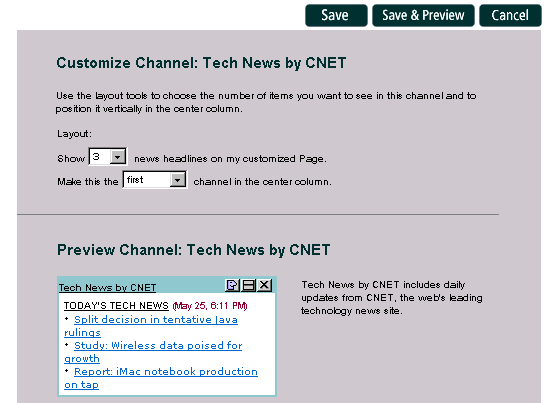 Save Save & Preview Cancel
Customize Channel: Tech News by CNET
Use the layout tools to choose the number of items you want to see in this channel and to
position it vertically in the center column.
Layout:
Show 3 news headlines on my customized Page.
Make this the first channel in the center column.
Preview Channel: Tech News by CNET
Tech News by CNET
TODAY'S TECH NEWS (May 25, 6:11 PM)
• Split decision in tentative Java
rulings
• Study: Wireless data poised for
growth
• Report: iMac notebook production
on tap
Tech News by CNET includes daily
updates from CNET, the web's leading
technology news site.